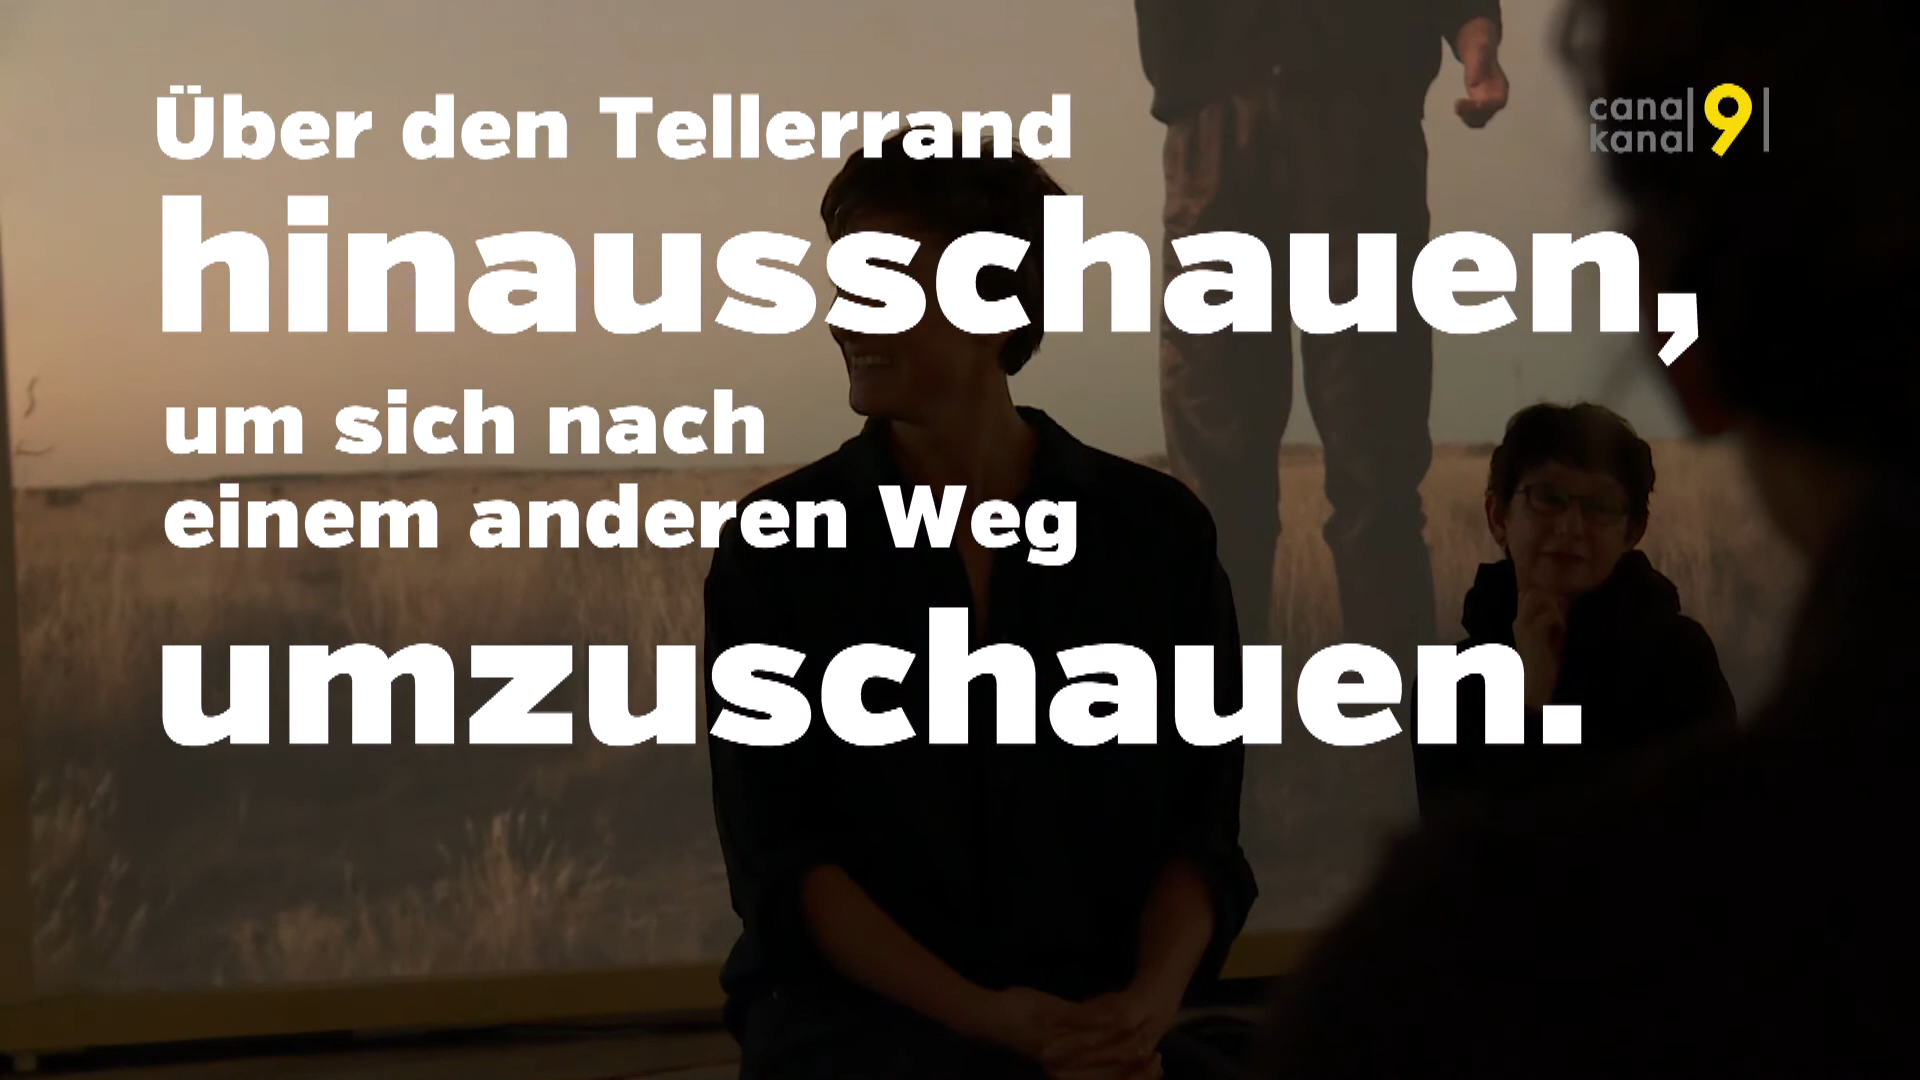 Über den Tellerrand
hinausschauen,
um sich nach
einem anderen Weg
umzuschauen.
canal
kanal
9